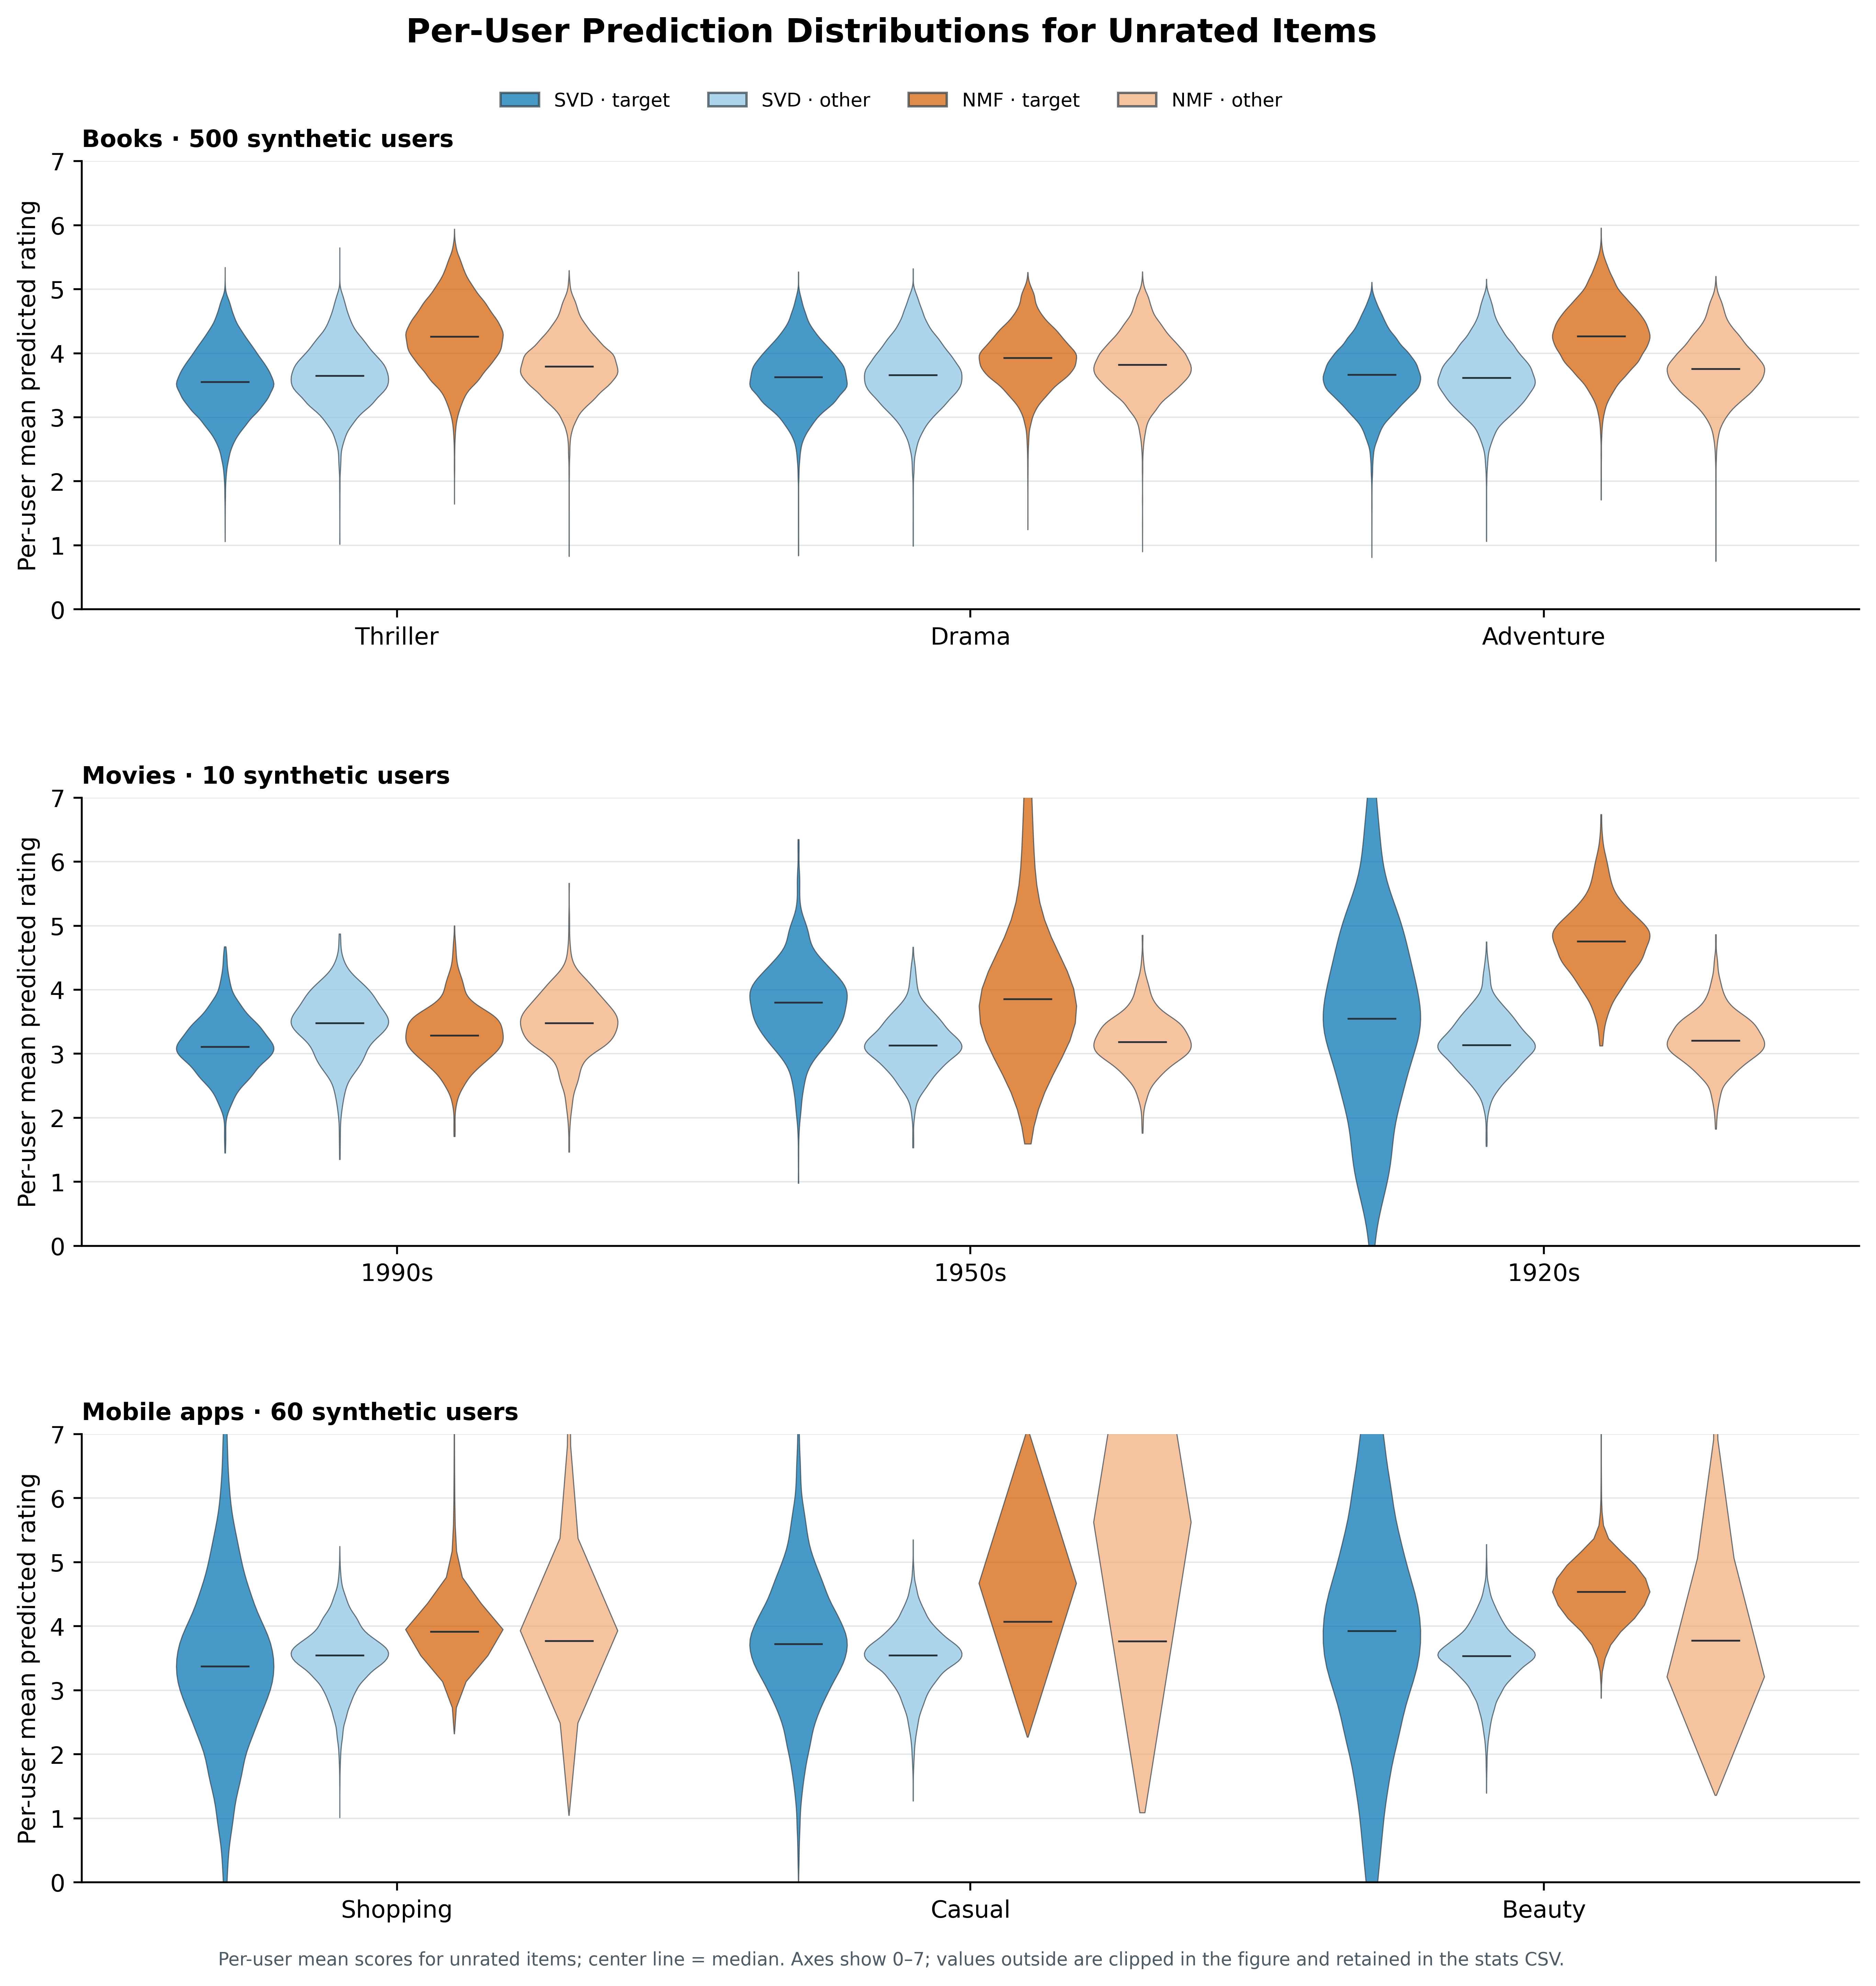 Per-User Prediction Distributions for Unrated Items
SVD · target
SVD · other
NMF · target
NMF · other
Books · 500 synthetic users
Per-user mean predicted rating
7
6
5
4
3
2
1
0
Thriller
Drama
Adventure
Movies · 10 synthetic users
Per-user mean predicted rating
7
6
5
4
3
2
1
0
1990s
1950s
1920s
Mobile apps · 60 synthetic users
Per-user mean predicted rating
7
6
5
4
3
2
1
0
Shopping
Casual
Beauty
Per-user mean scores for unrated items; center line = median. Axes show 0–7; values outside are clipped in the figure and retained in the stats CSV.